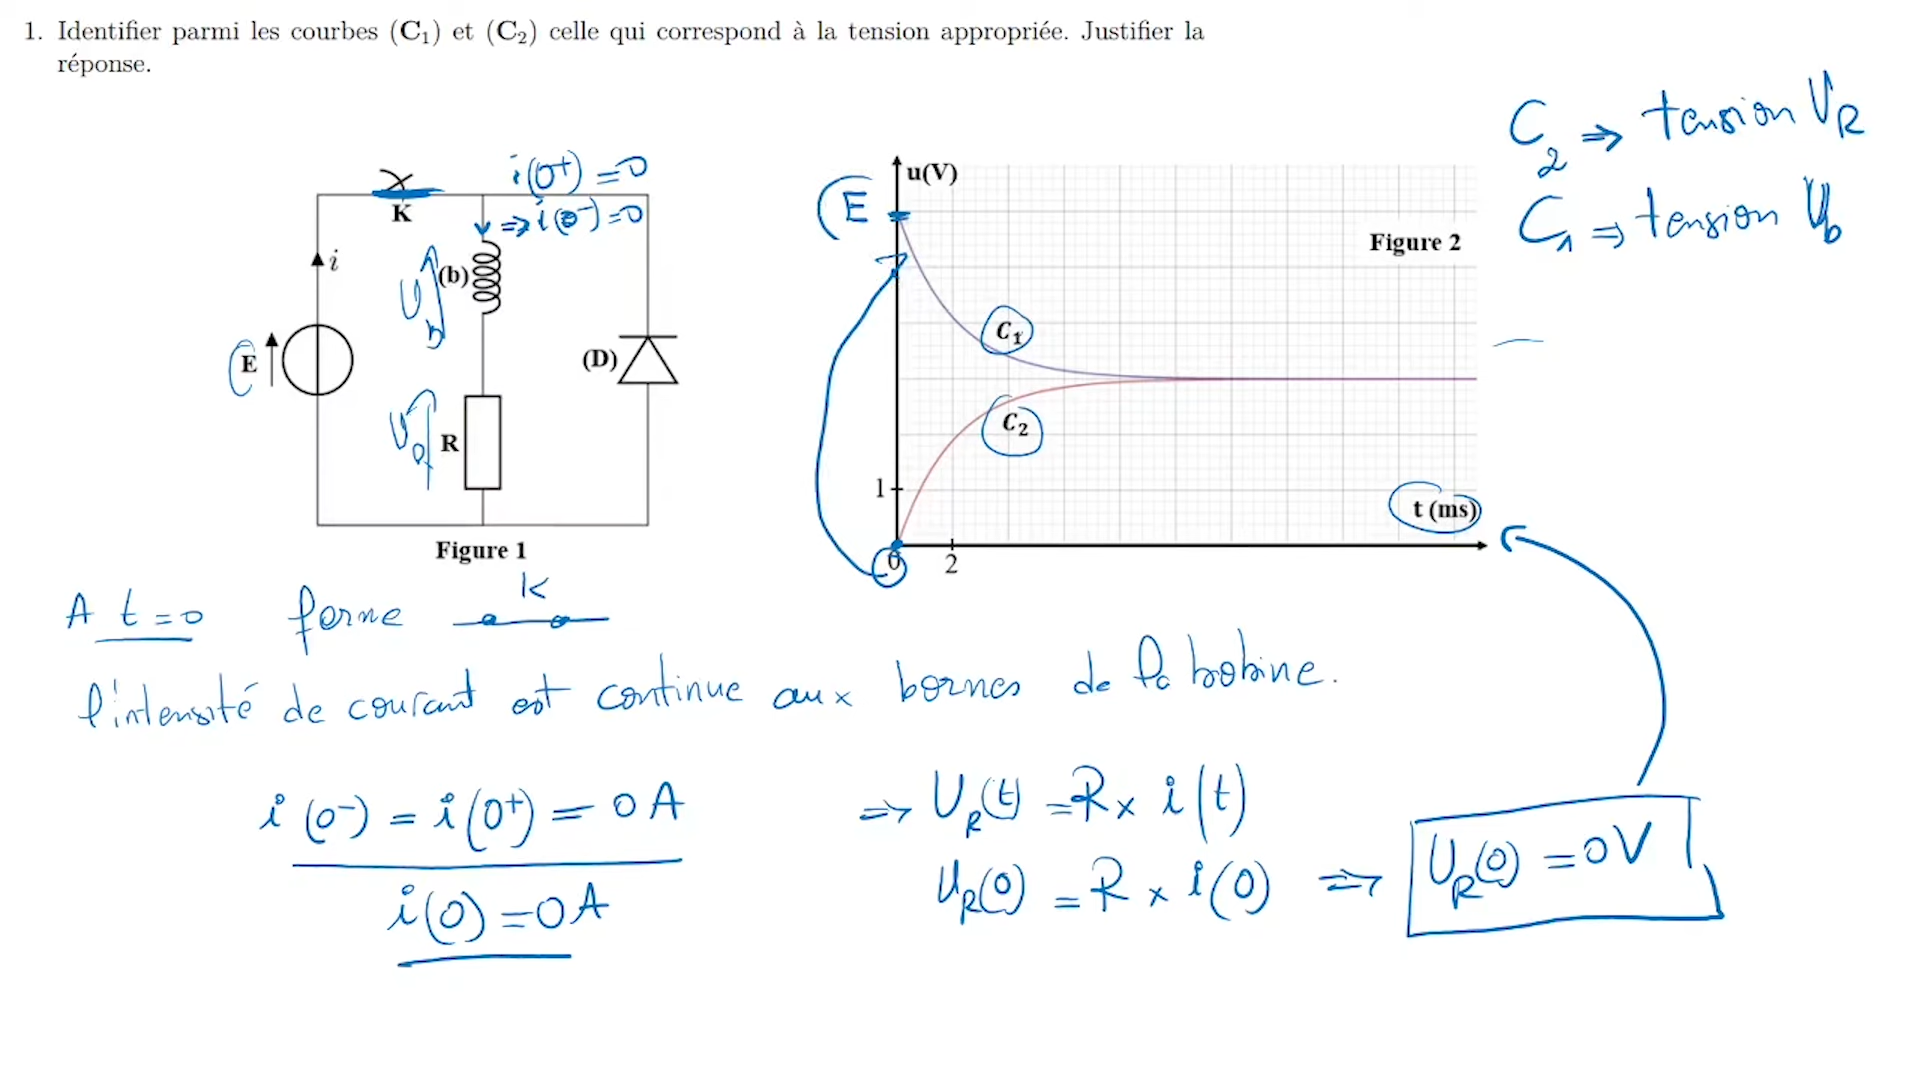 1. Identifier parmi les courbes (C₁) et (C₂) celle qui correspond à la tension appropriée. Justifier la
réponse.
C₂ ⇒ tension U_R
C₁ ⇒ tension U_b
i(0⁺) = 0
⇒ i(0⁻) = 0
K
i
(b)
U_b
E
(D)
U_R
R
Figure 1
E
u(V)
Figure 2
C₁
C₂
1
t (ms)
0
2
A t = 0 ferme K
l'intensité de courant est continue aux bornes de la bobine.
i(0⁻) = i(0⁺) = 0 A
i(0) = 0 A
⇒ U_R(t) = R × i(t)
U_R(0) = R × i(0) ⇒ U_R(0) = 0 V